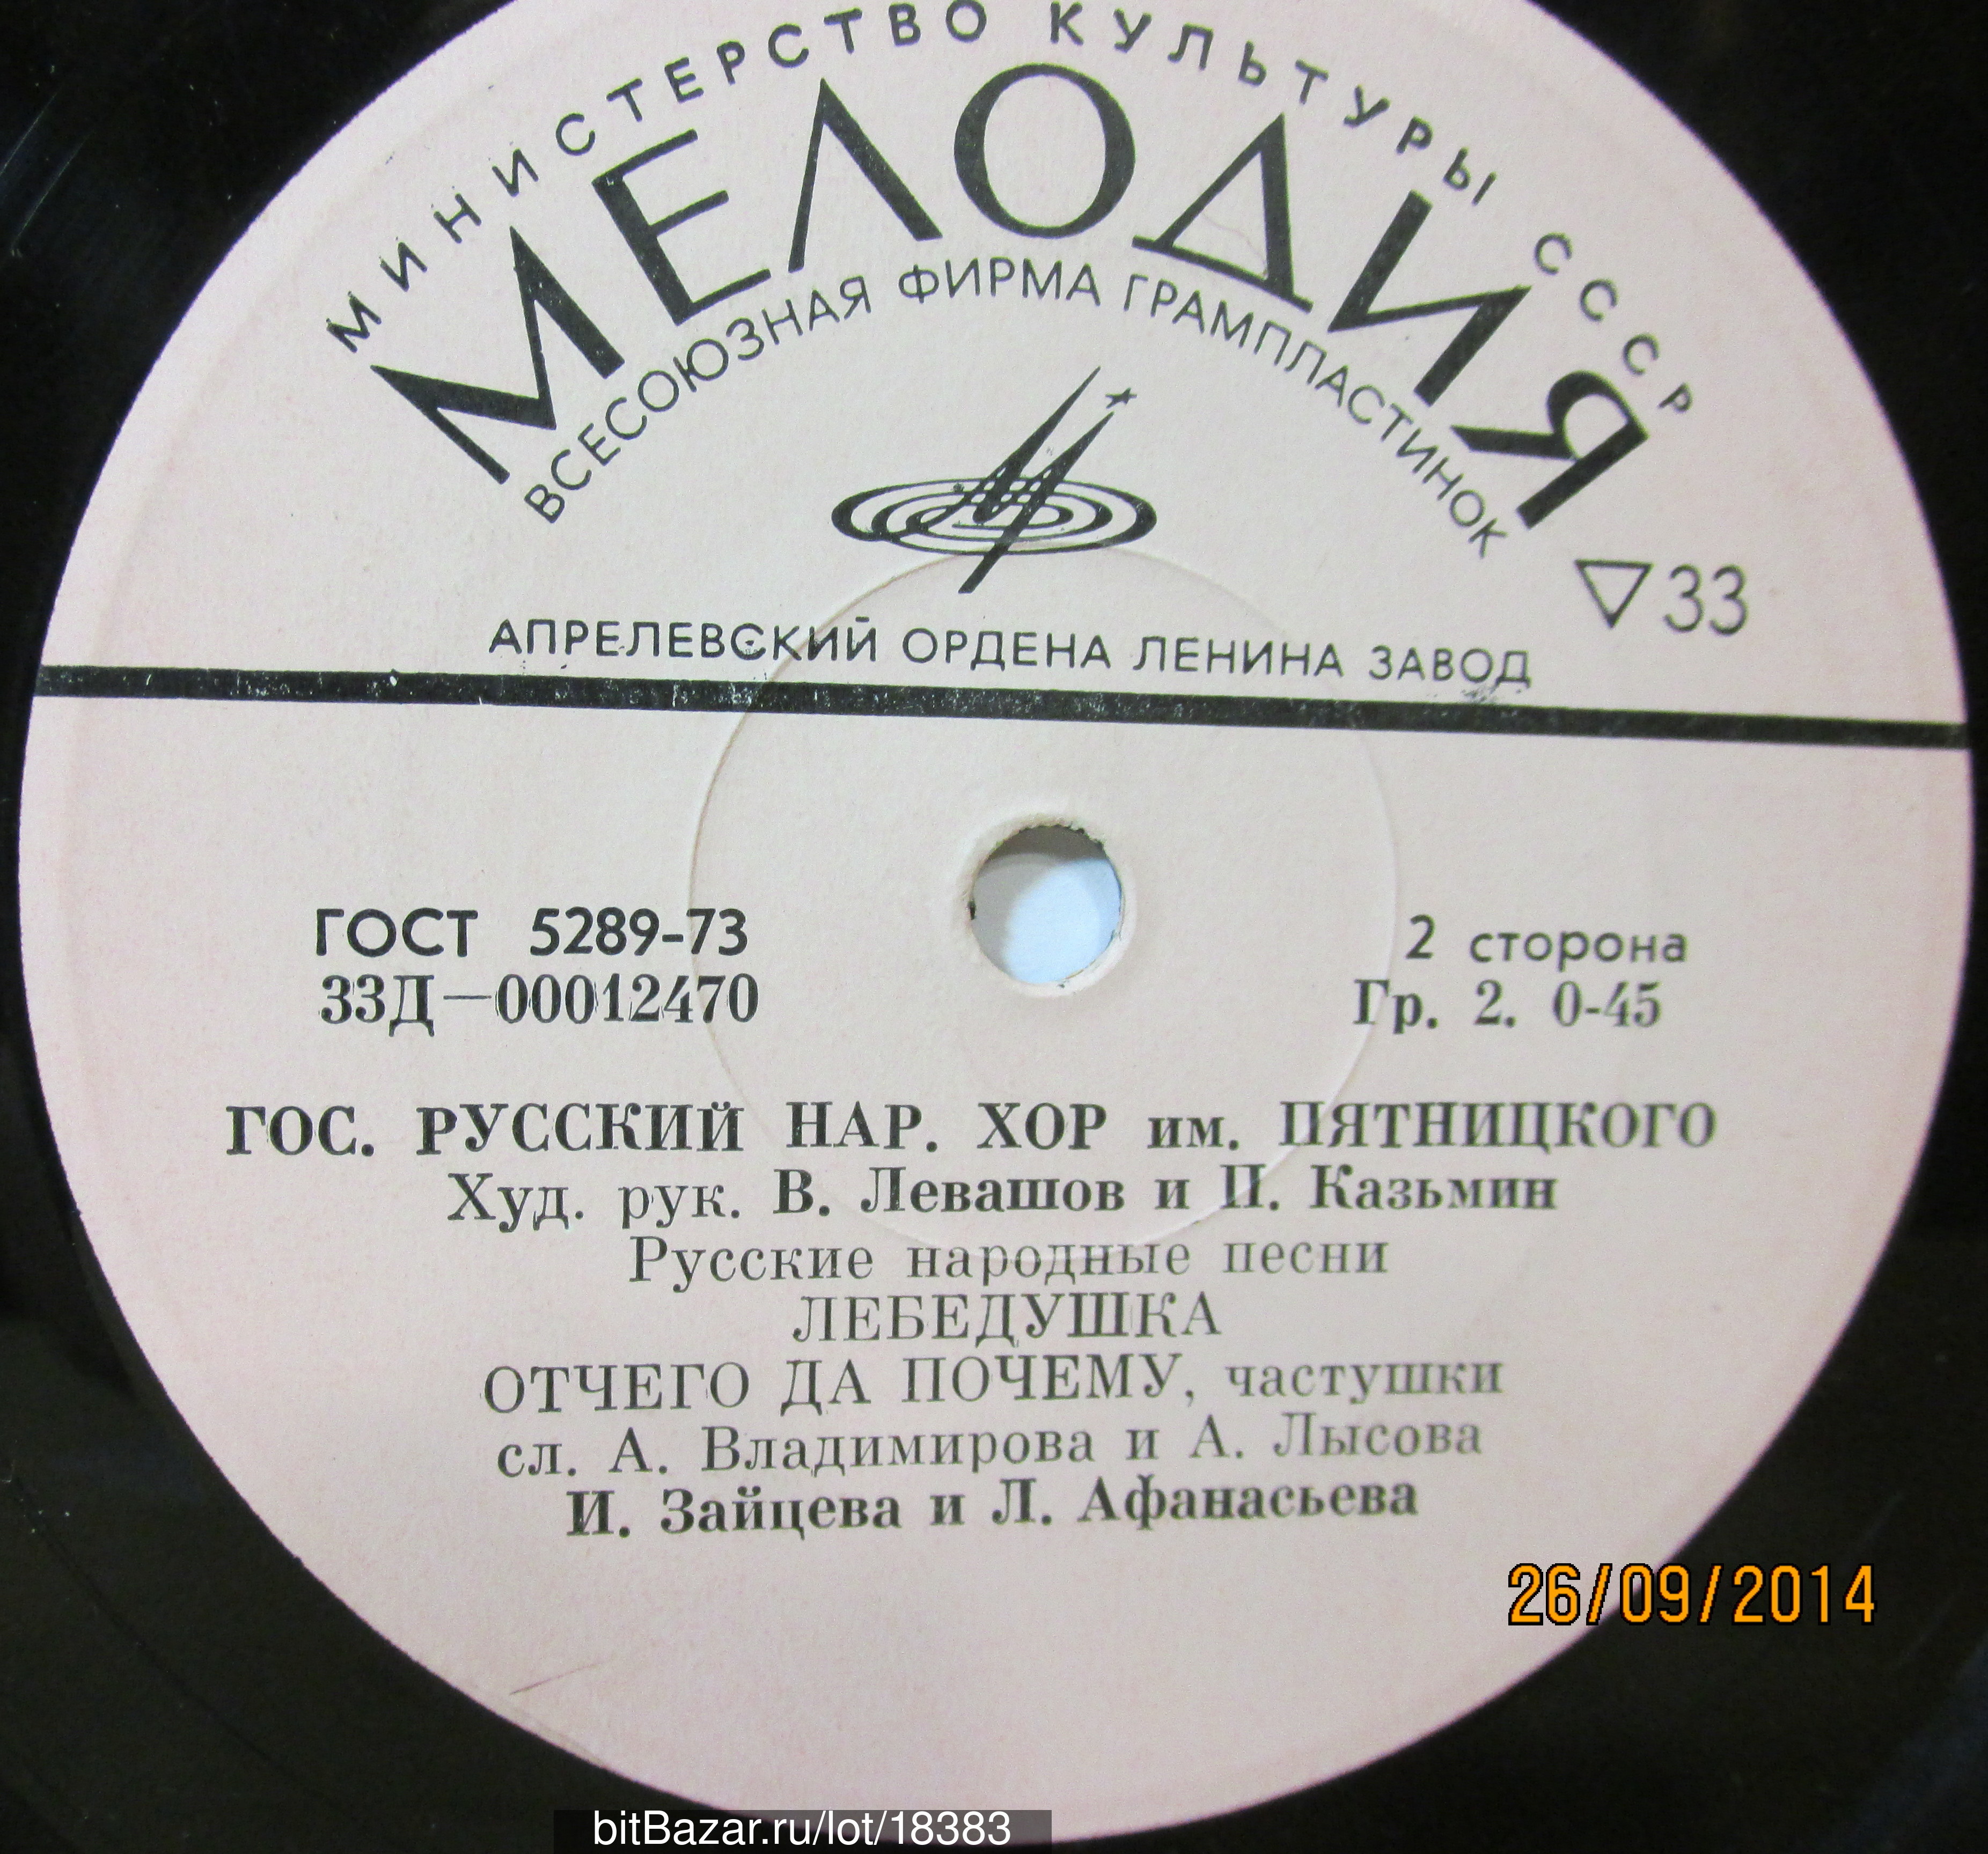 МИНИСТЕРСТВО КУЛЬТУРЫ СССР
МЕЛОДИЯ
ВСЕСОЮЗНАЯ ФИРМА ГРАМПЛАСТИНОК
33
АПРЕЛЕВСКИЙ ОРДЕНА ЛЕНИНА ЗАВОД
ГОСТ 5289-73
33Д—00012470
2 сторона
Гр. 2. 0-45
ГОС. РУССКИЙ НАР. ХОР им. ПЯТНИЦКОГО
Худ. рук. В. Левашов и П. Казьмин
Русские народные песни
ЛЕБЕДУШКА
ОТЧЕГО ДА ПОЧЕМУ, частушки
сл. А. Владимирова и А. Лысова
И. Зайцева и Л. Афанасьева
26/09/2014
bitBazar.ru/lot/18383